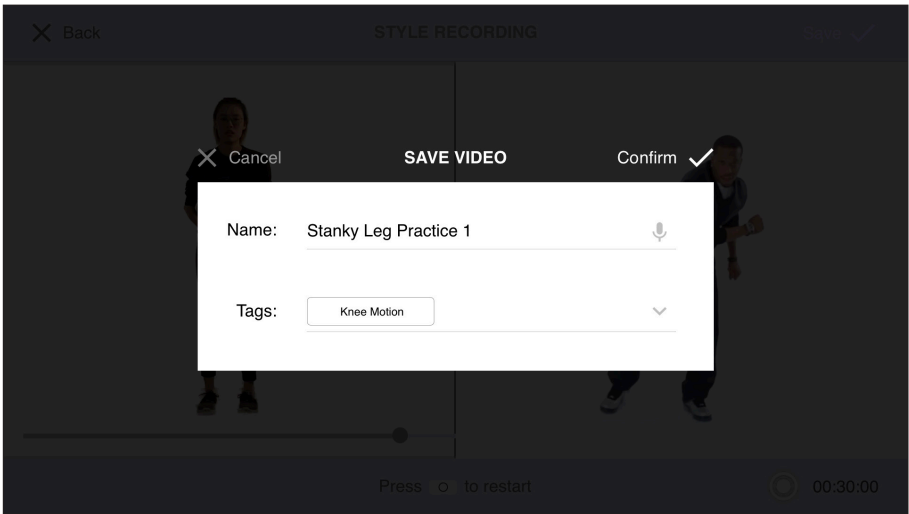 Back STYLE RECORDING Save
Cancel SAVE VIDEO Confirm
Name: Stanky Leg Practice 1
Tags: Knee Motion
Press O to restart 00:30:00